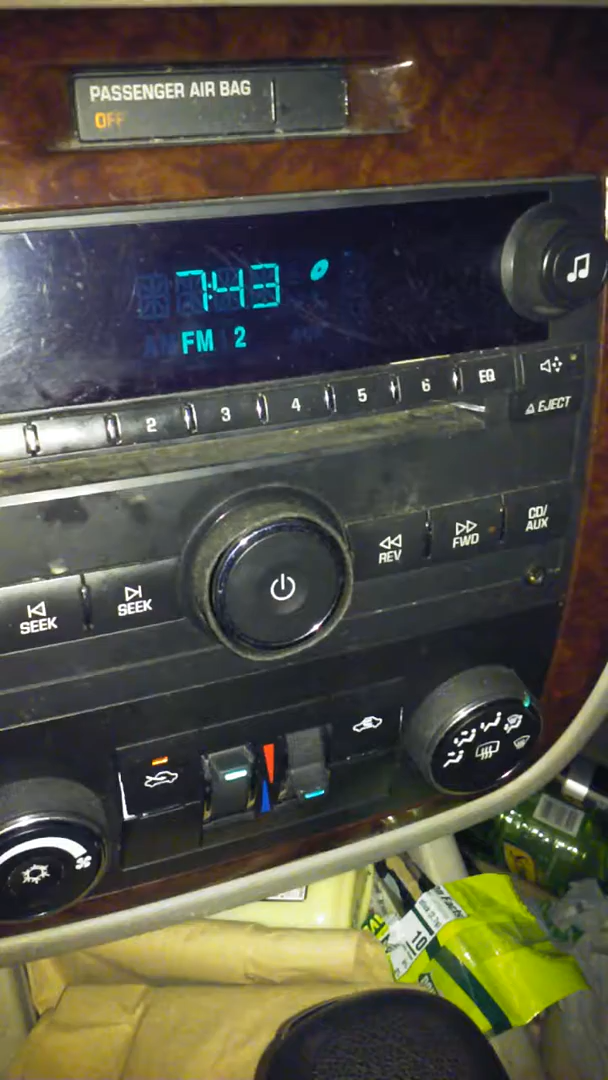 PASSENGER AIR BAG
OFF
7:43
FM 2
2 3 4 5 6 EQ
EJECT
SEEK SEEK REV FWD CD/
AUX
10